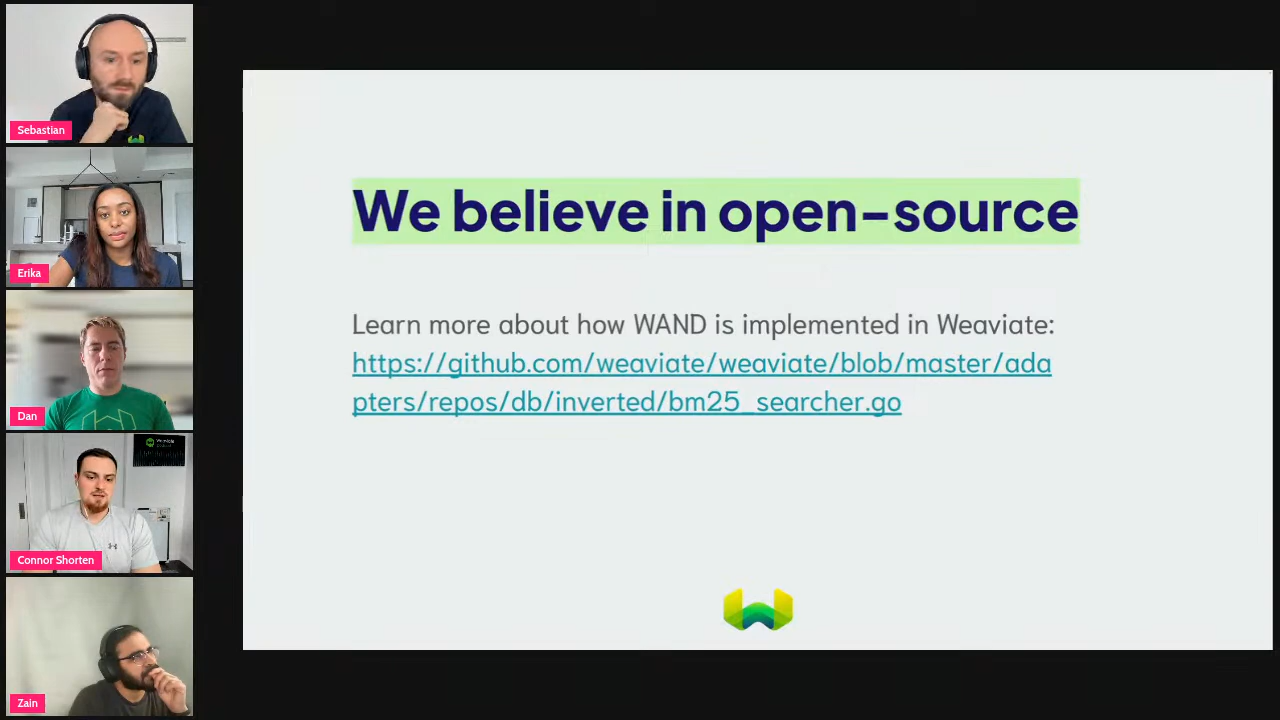 Sebastian
Erika
Dan
Connor Shorten
Zain
We believe in open-source
Learn more about how WAND is implemented in Weaviate:
https://github.com/weaviate/weaviate/blob/master/ada
pters/repos/db/inverted/bm25_searcher.go
Weaviate